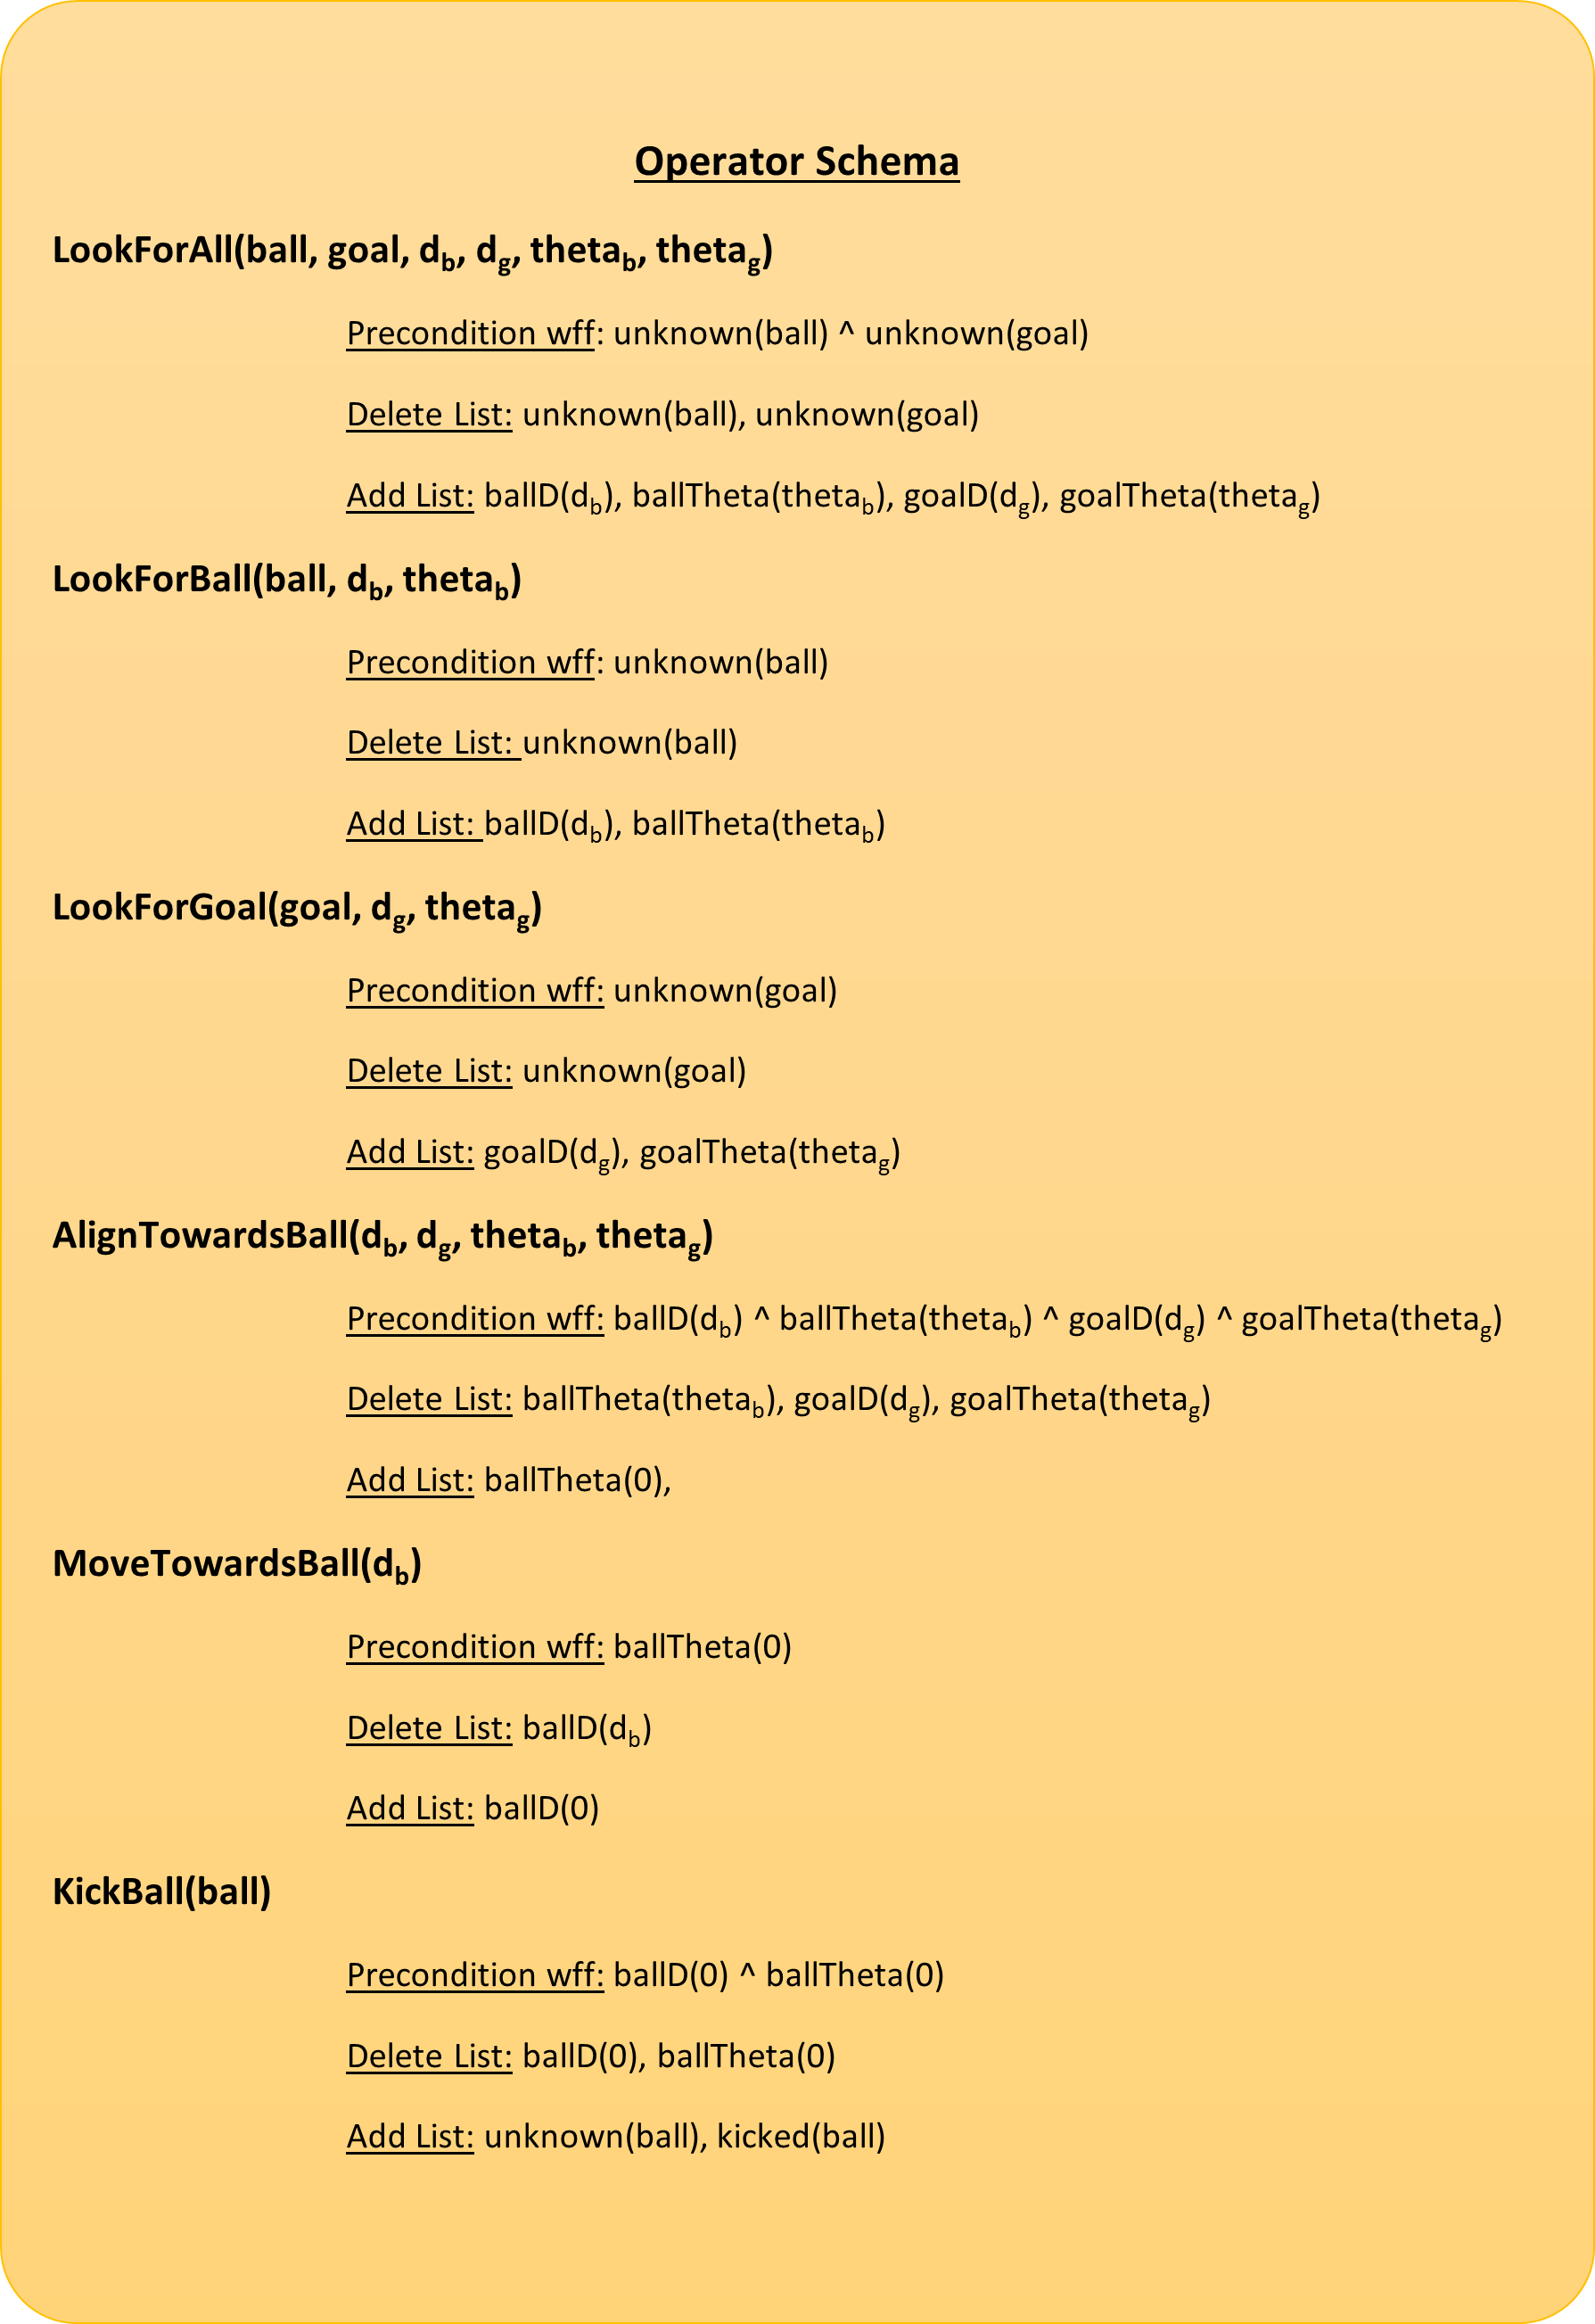 Operator Schema
LookForAll(ball, goal, d_b, d_g, theta_b, theta_g)
Precondition wff: unknown(ball) ^ unknown(goal)
Delete List: unknown(ball), unknown(goal)
Add List: ballD(d_b), ballTheta(theta_b), goalD(d_g), goalTheta(theta_g)
LookForBall(ball, d_b, theta_b)
Precondition wff: unknown(ball)
Delete List: unknown(ball)
Add List: ballD(d_b), ballTheta(theta_b)
LookForGoal(goal, d_g, theta_g)
Precondition wff: unknown(goal)
Delete List: unknown(goal)
Add List: goalD(d_g), goalTheta(theta_g)
AlignTowardsBall(d_b, d_g, theta_b, theta_g)
Precondition wff: ballD(d_b) ^ ballTheta(theta_b) ^ goalD(d_g) ^ goalTheta(theta_g)
Delete List: ballTheta(theta_b), goalD(d_g), goalTheta(theta_g)
Add List: ballTheta(0),
MoveTowardsBall(d_b)
Precondition wff: ballTheta(0)
Delete List: ballD(d_b)
Add List: ballD(0)
KickBall(ball)
Precondition wff: ballD(0) ^ ballTheta(0)
Delete List: ballD(0), ballTheta(0)
Add List: unknown(ball), kicked(ball)